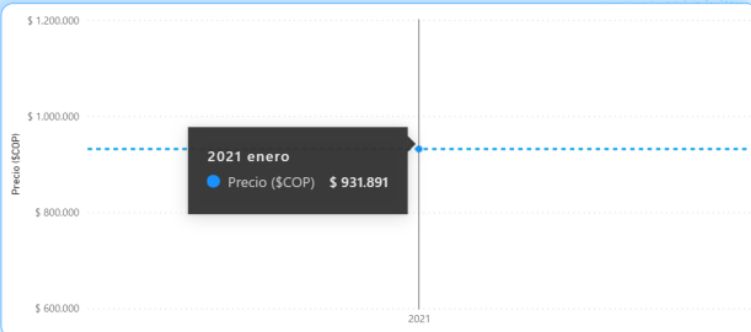 $ 1.200.000
$ 1.000.000
2021 enero
Precio ($COP) $ 931.891
Precio ($COP)
$ 800.000
$ 600.000
2021